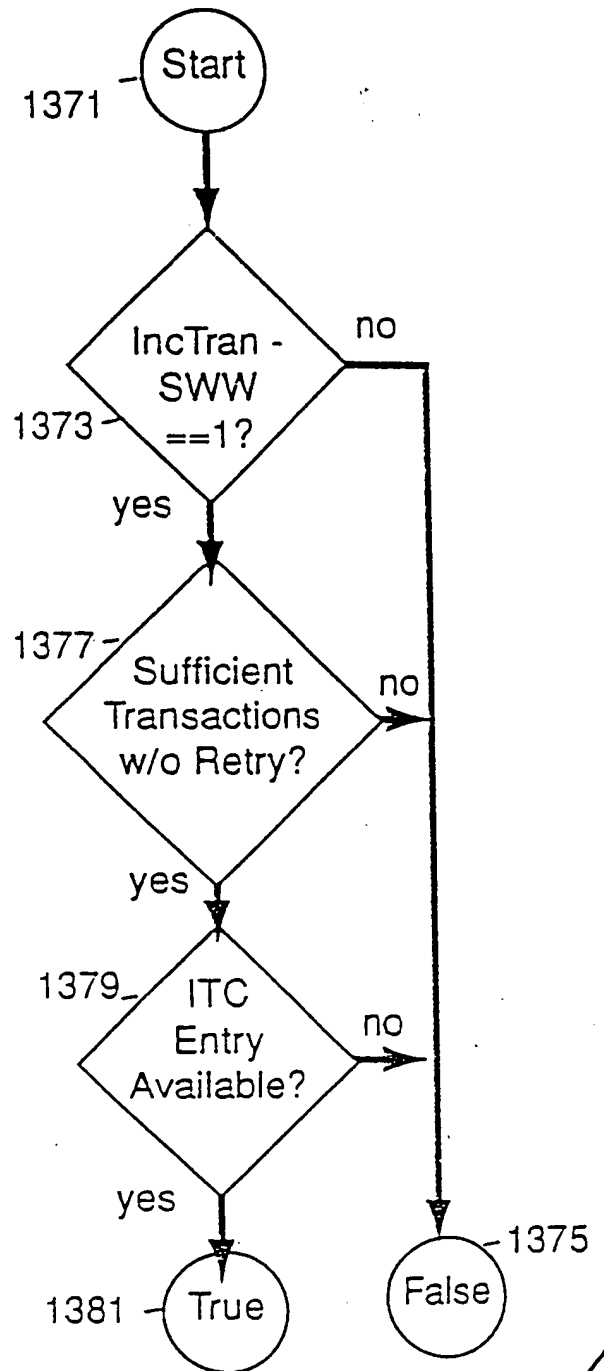 Start
1371
no
IncTran -
SWW
==1?
1373
yes
1377
Sufficient
Transactions
w/o Retry?
no
yes
1379
ITC
Entry
Available?
no
yes
1375
False
1381
True